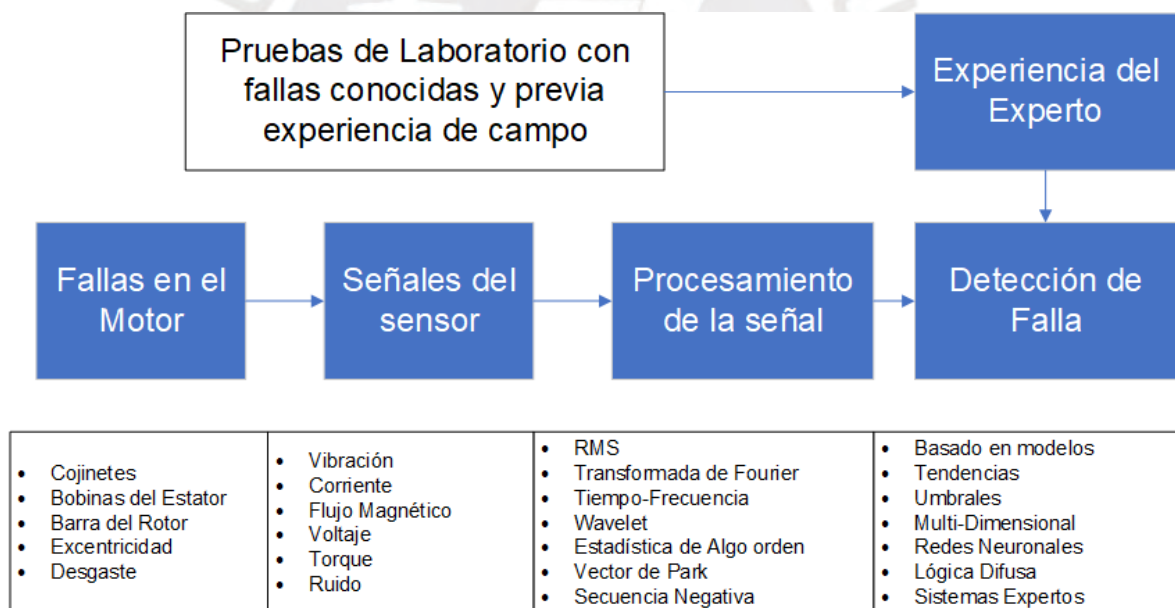 Pruebas de Laboratorio con
fallas conocidas y previa
experiencia de campo
Experiencia del
Experto
Fallas en el
Motor
Señales del
sensor
Procesamiento
de la señal
Detección de
Falla
• Cojinetes
• Bobinas del Estator
• Barra del Rotor
• Excentricidad
• Desgaste
• Vibración
• Corriente
• Flujo Magnético
• Voltaje
• Torque
• Ruido
• RMS
• Transformada de Fourier
• Tiempo-Frecuencia
• Wavelet
• Estadística de Algo orden
• Vector de Park
• Secuencia Negativa
• Basado en modelos
• Tendencias
• Umbrales
• Multi-Dimensional
• Redes Neuronales
• Lógica Difusa
• Sistemas Expertos